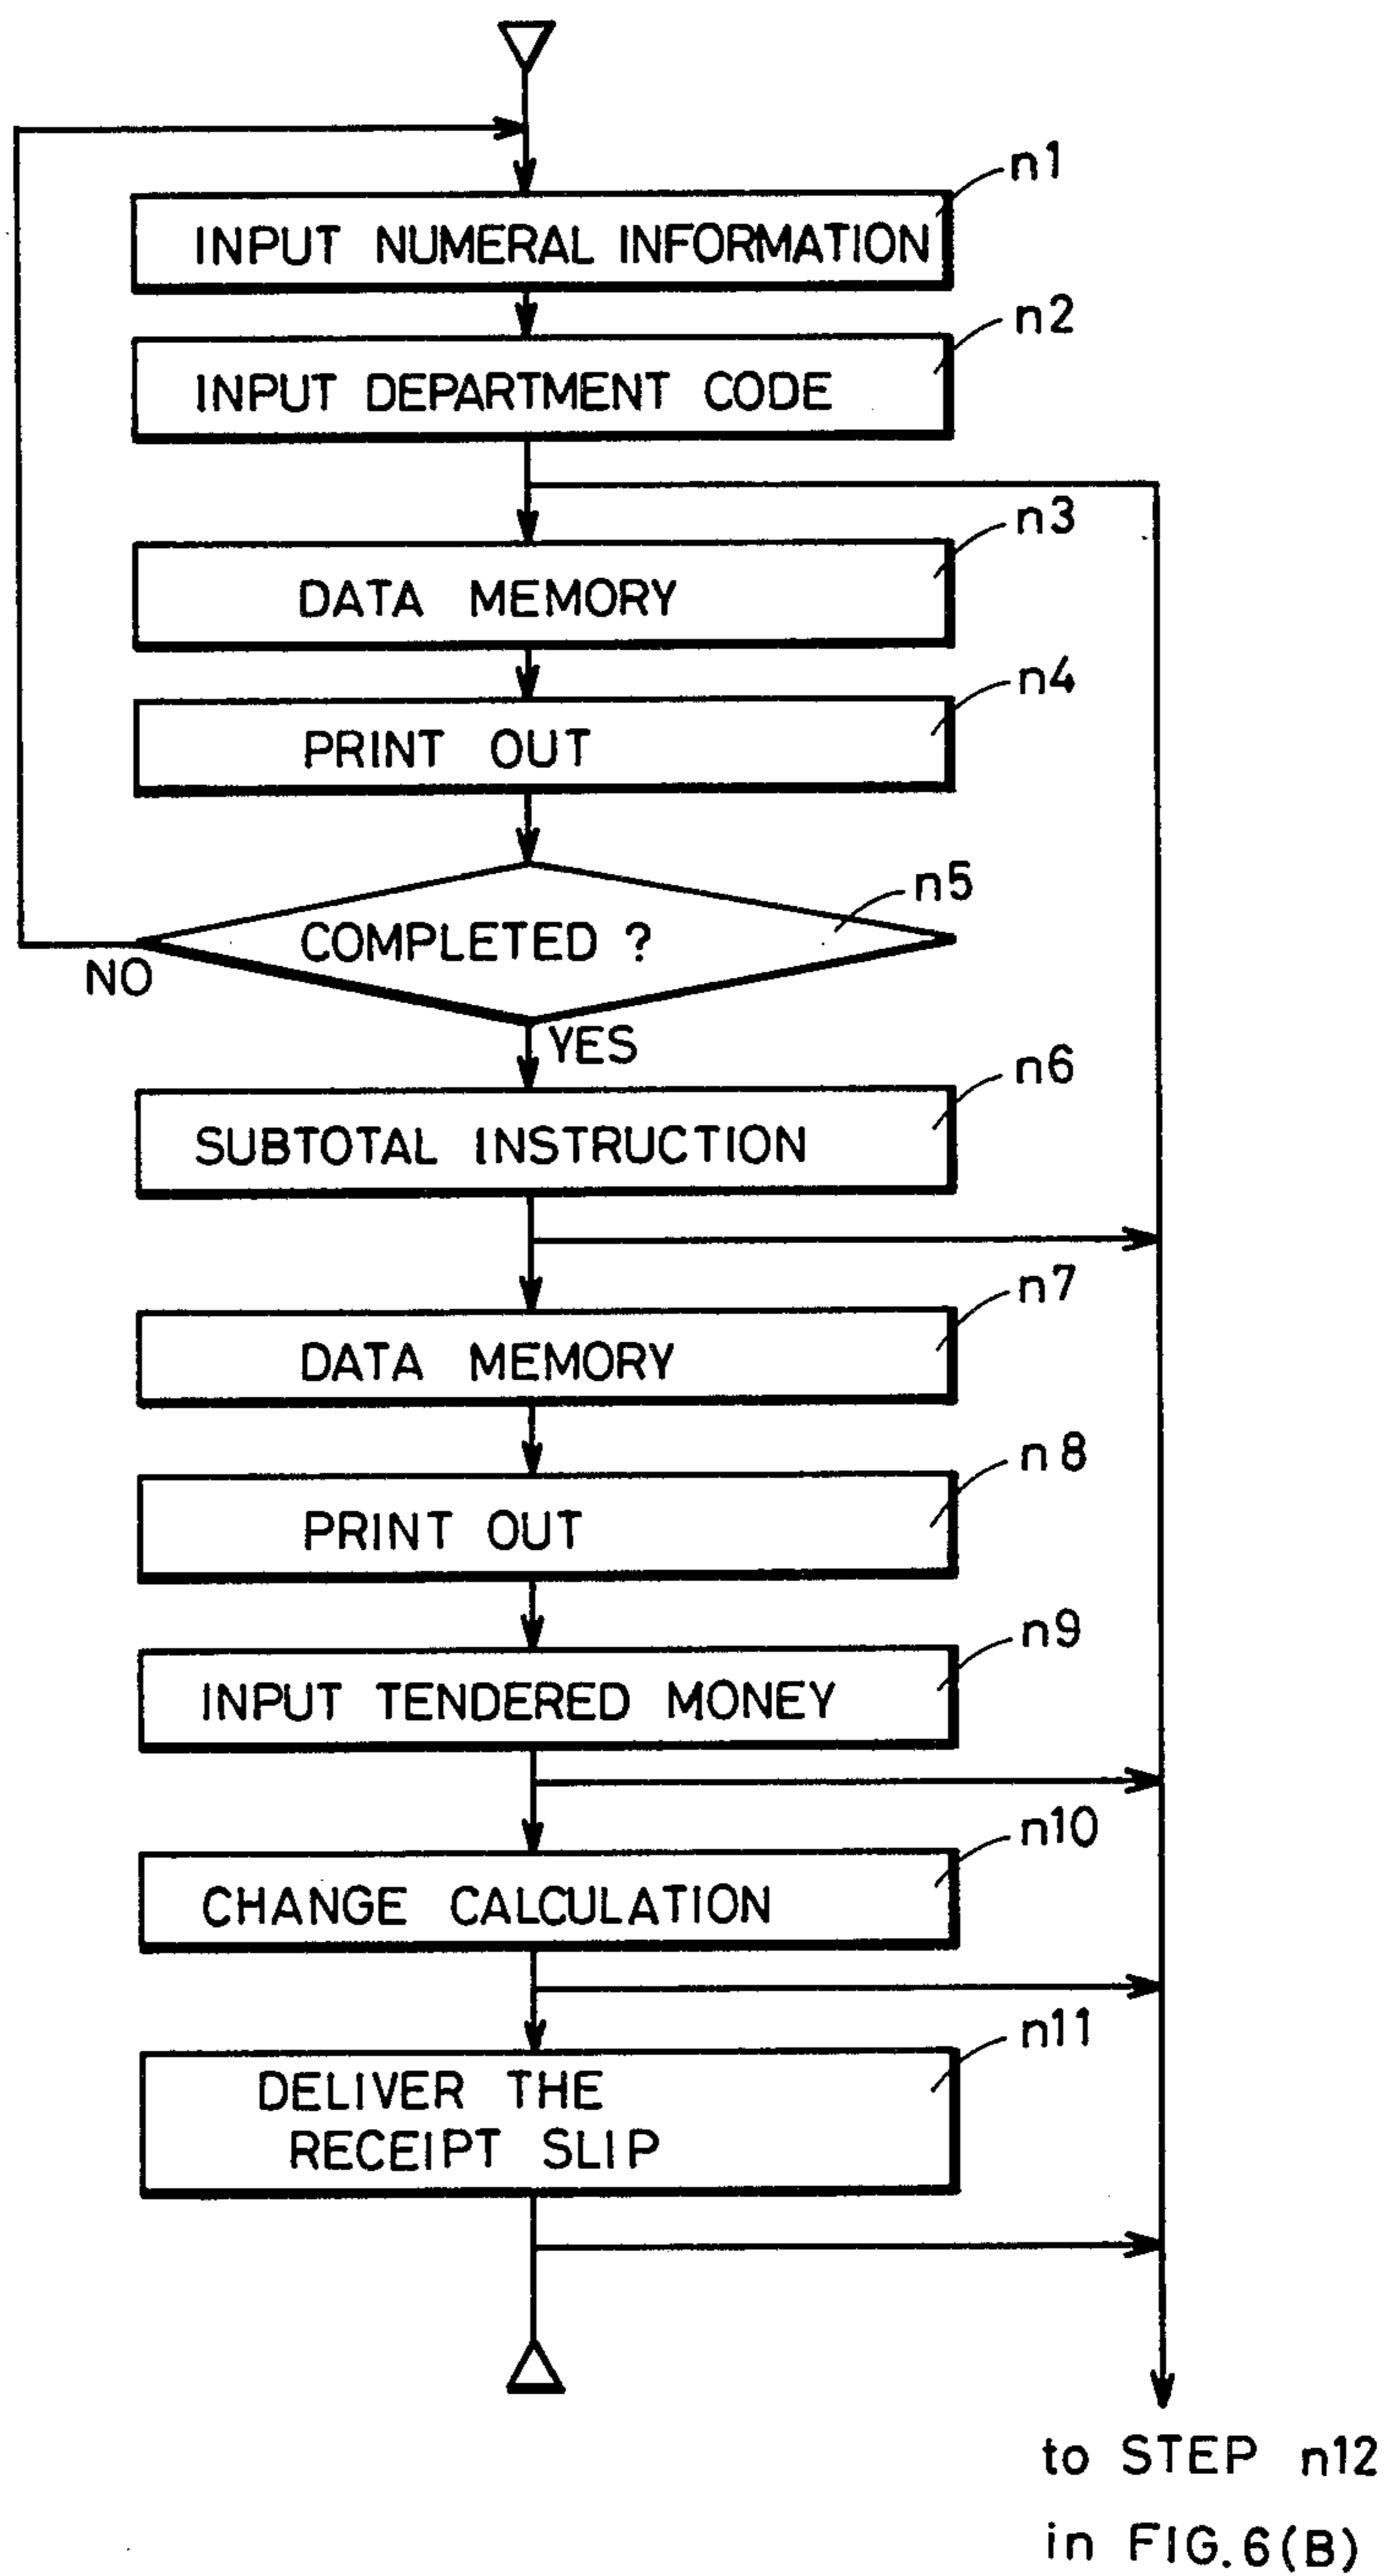 n1
INPUT NUMERAL INFORMATION
n2
INPUT DEPARTMENT CODE
n3
DATA MEMORY
n4
PRINT OUT
n5
COMPLETED ?
NO
YES
n6
SUBTOTAL INSTRUCTION
n7
DATA MEMORY
n8
PRINT OUT
n9
INPUT TENDERED MONEY
n10
CHANGE CALCULATION
n11
DELIVER THE
RECEIPT SLIP
to STEP n12
in FIG.6(B)